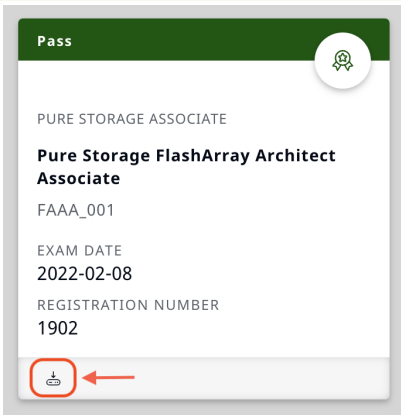 Pass
PURE STORAGE ASSOCIATE
Pure Storage FlashArray Architect
Associate
FAAA_001
EXAM DATE
2022-02-08
REGISTRATION NUMBER
1902